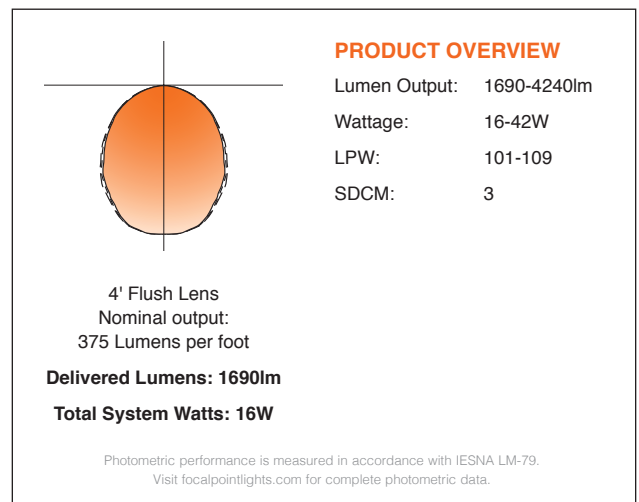 PRODUCT OVERVIEW
Lumen Output: 1690-4240lm
Wattage: 16-42W
LPW: 101-109
SDCM: 3
4' Flush Lens
Nominal output:
375 Lumens per foot
Delivered Lumens: 1690lm
Total System Watts: 16W
Photometric performance is measured in accordance with IESNA LM-79.
Visit focalpointlights.com for complete photometric data.